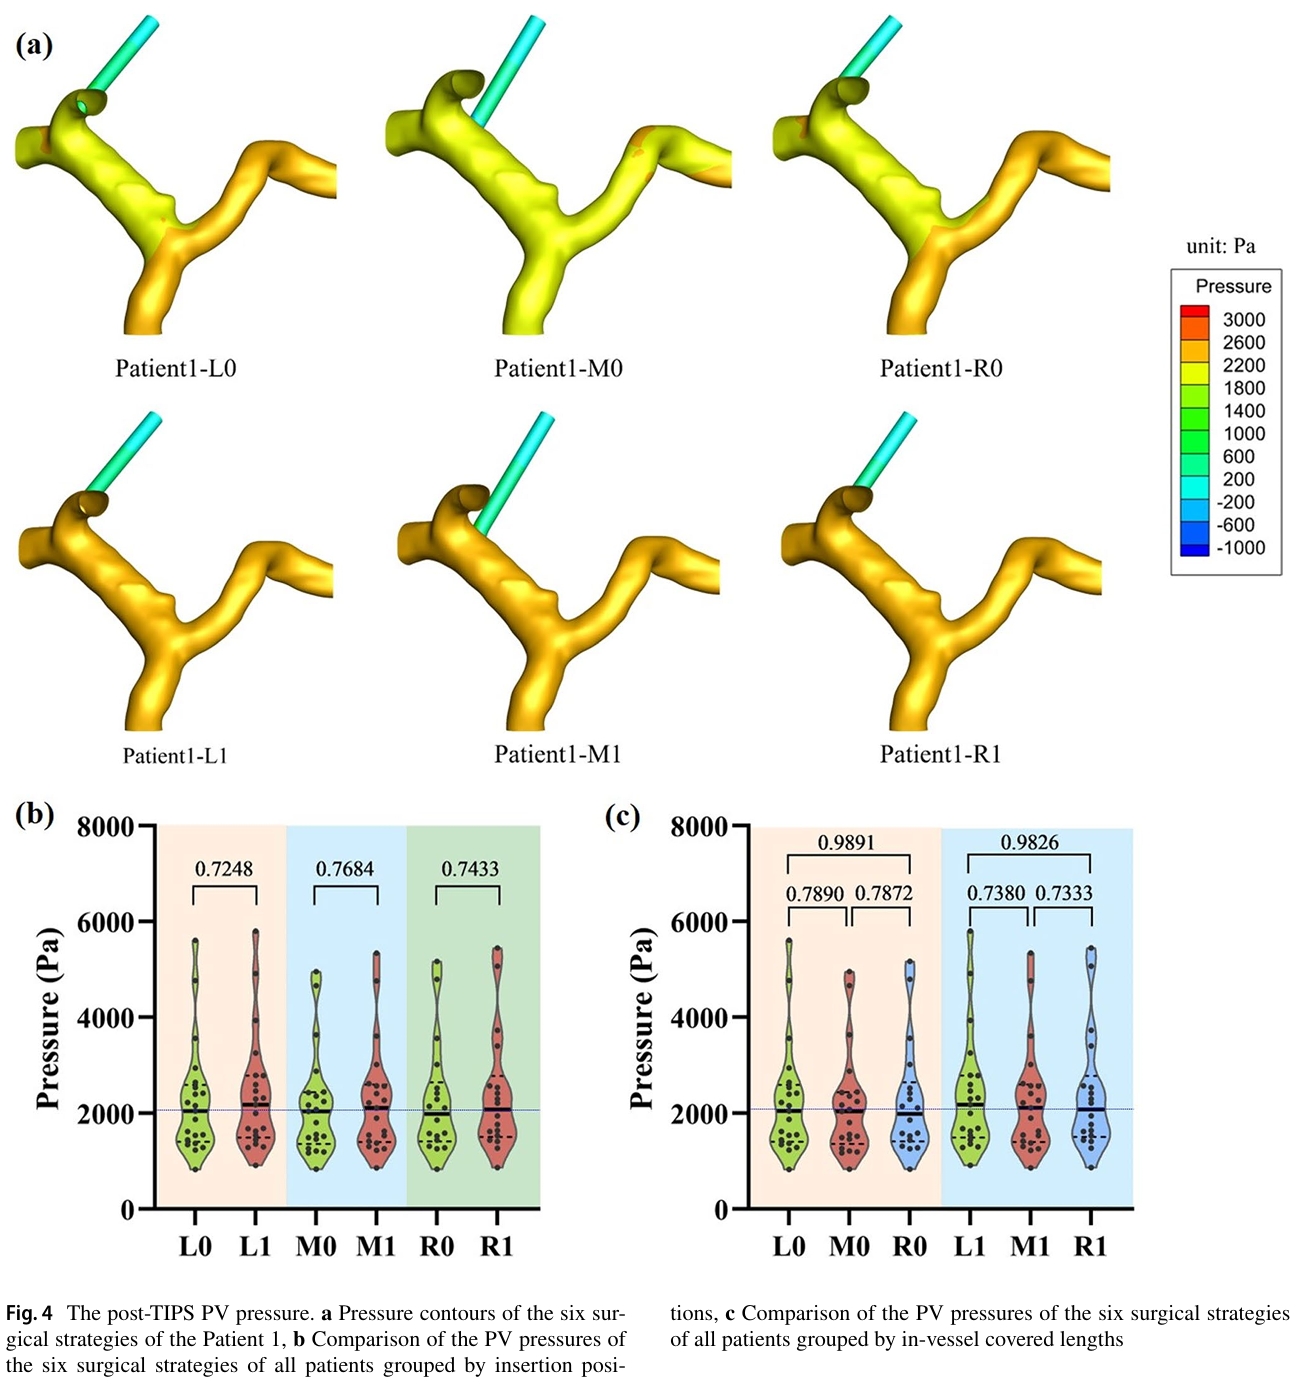 (a)
Patient1-L0
Patient1-M0
Patient1-R0
unit: Pa
Pressure
3000
2600
2200
1800
1400
1000
600
200
-200
-600
-1000
Patient1-L1
Patient1-M1
Patient1-R1
(b)
Pressure (Pa)
8000
6000
4000
2000
0
0.7248
0.7684
0.7433
L0 L1 M0 M1 R0 R1
(c)
Pressure (Pa)
8000
6000
4000
2000
0
0.9891
0.9826
0.7890 0.7872 0.7380 0.7333
L0 M0 R0 L1 M1 R1
Fig. 4 The post-TIPS PV pressure. a Pressure contours of the six sur-
gical strategies of the Patient 1, b Comparison of the PV pressures of
the six surgical strategies of all patients grouped by insertion posi-
tions, c Comparison of the PV pressures of the six surgical strategies
of all patients grouped by in-vessel covered lengths